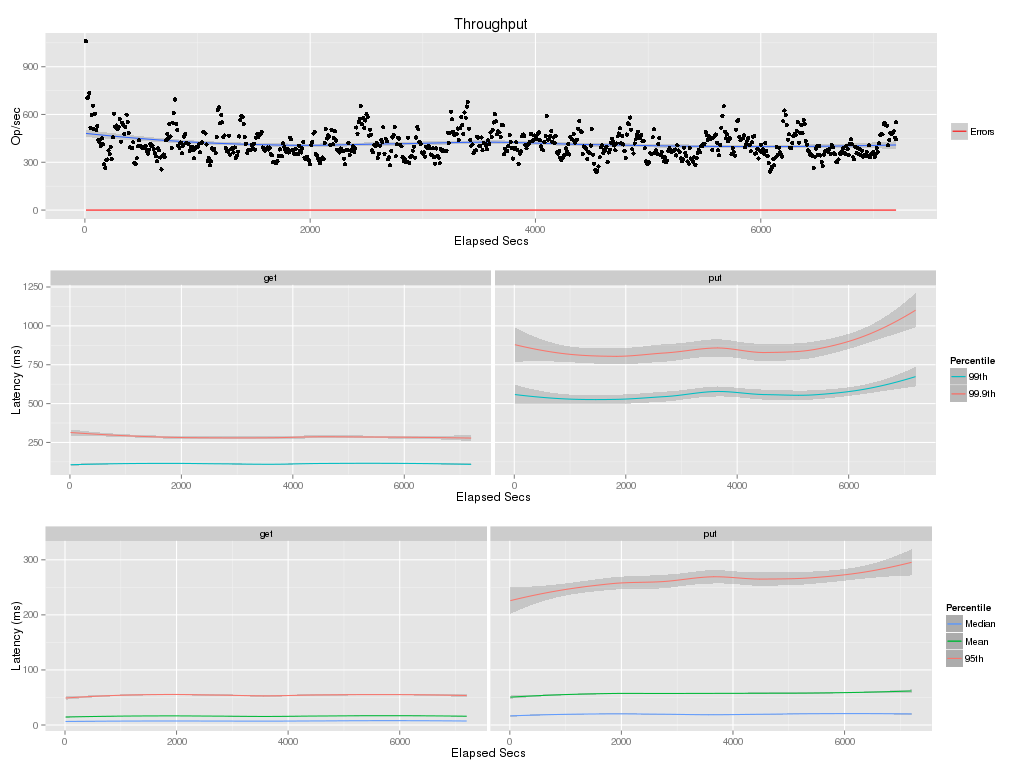 Throughput
900
600
300
0
Op/sec
0 2000 4000 6000
Elapsed Secs
Errors
get put
1250
1000
750
500
250
Latency (ms)
0 2000 4000 6000 0 2000 4000 6000
Elapsed Secs
Percentile
99th
99.9th
get put
300
200
100
0
Latency (ms)
0 2000 4000 6000 0 2000 4000 6000
Elapsed Secs
Percentile
Median
Mean
95th